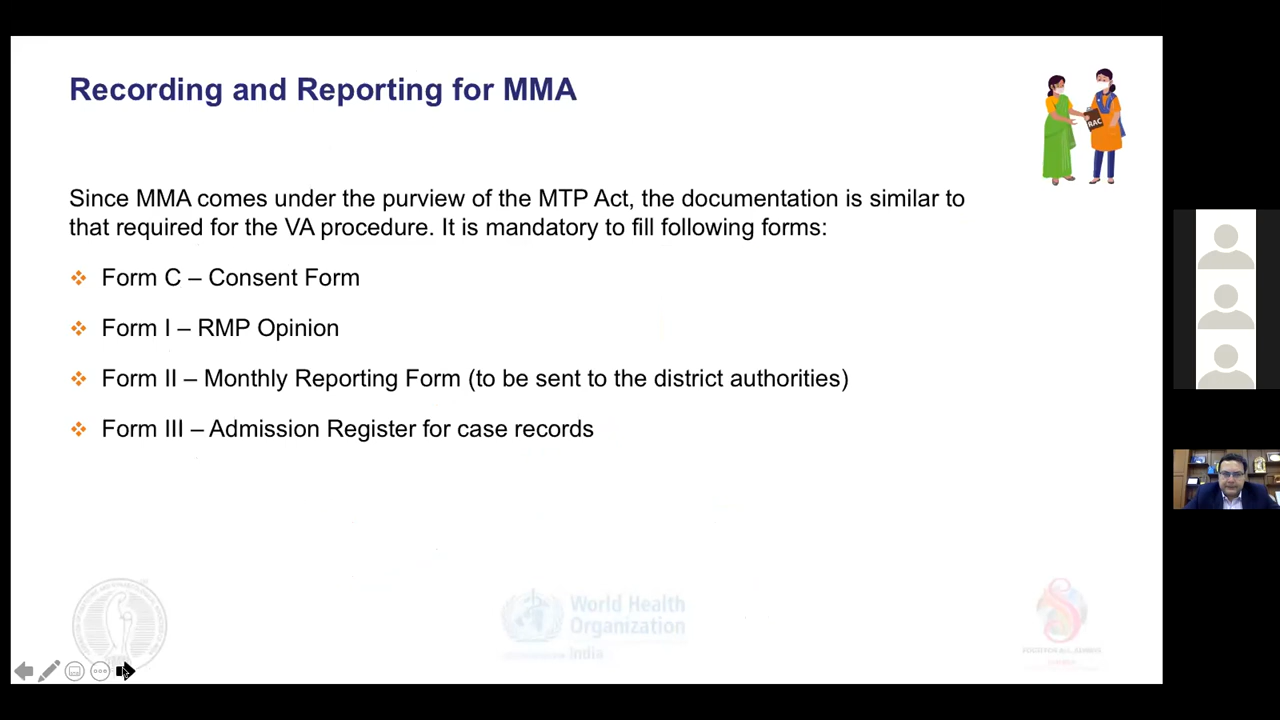 Recording and Reporting for MMA
RAC
Since MMA comes under the purview of the MTP Act, the documentation is similar to
that required for the VA procedure. It is mandatory to fill following forms:
❖ Form C – Consent Form
❖ Form I – RMP Opinion
❖ Form II – Monthly Reporting Form (to be sent to the district authorities)
❖ Form III – Admission Register for case records
World Health
Organization
India